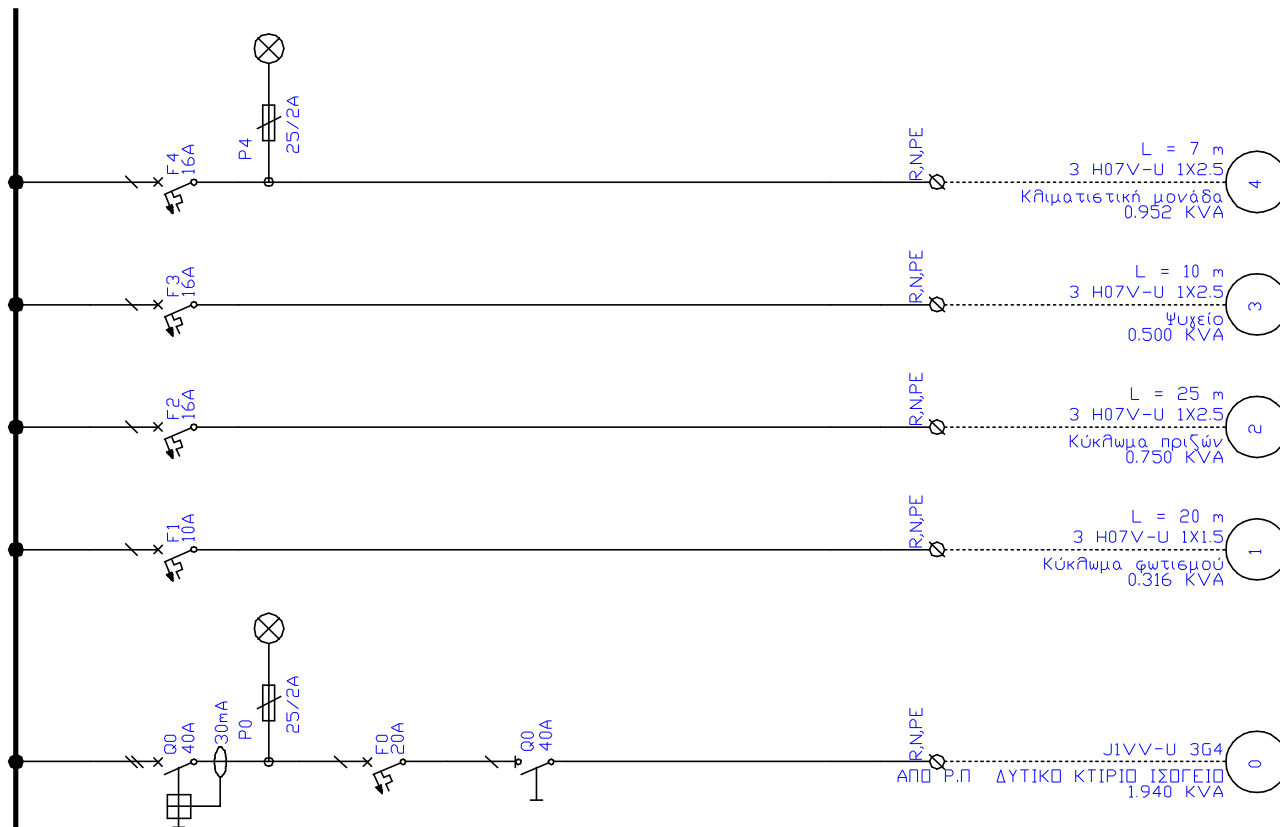 P4
25/2A
F4
16A
R,N,PE
L = 7 m
3 H07V-U 1X2.5
Κλιματιστική μονάδα
0.952 KVA
4
F3
16A
R,N,PE
L = 10 m
3 H07V-U 1X2.5
Ψυγείο
0.500 KVA
3
F2
16A
R,N,PE
L = 25 m
3 H07V-U 1X2.5
Κύκλωμα πριζών
0.750 KVA
2
F1
10A
R,N,PE
L = 20 m
3 H07V-U 1X1.5
Κύκλωμα φωτισμού
0.316 KVA
1
Q0
40A
30mA
P0
25/2A
F0
20A
Q0
40A
R,N,PE
J1VV-U 3G4
ΑΠΟ Ρ.Π ΔΥΤΙΚΟ ΚΤΙΡΙΟ ΙΣΟΓΕΙΟ
1.940 KVA
0